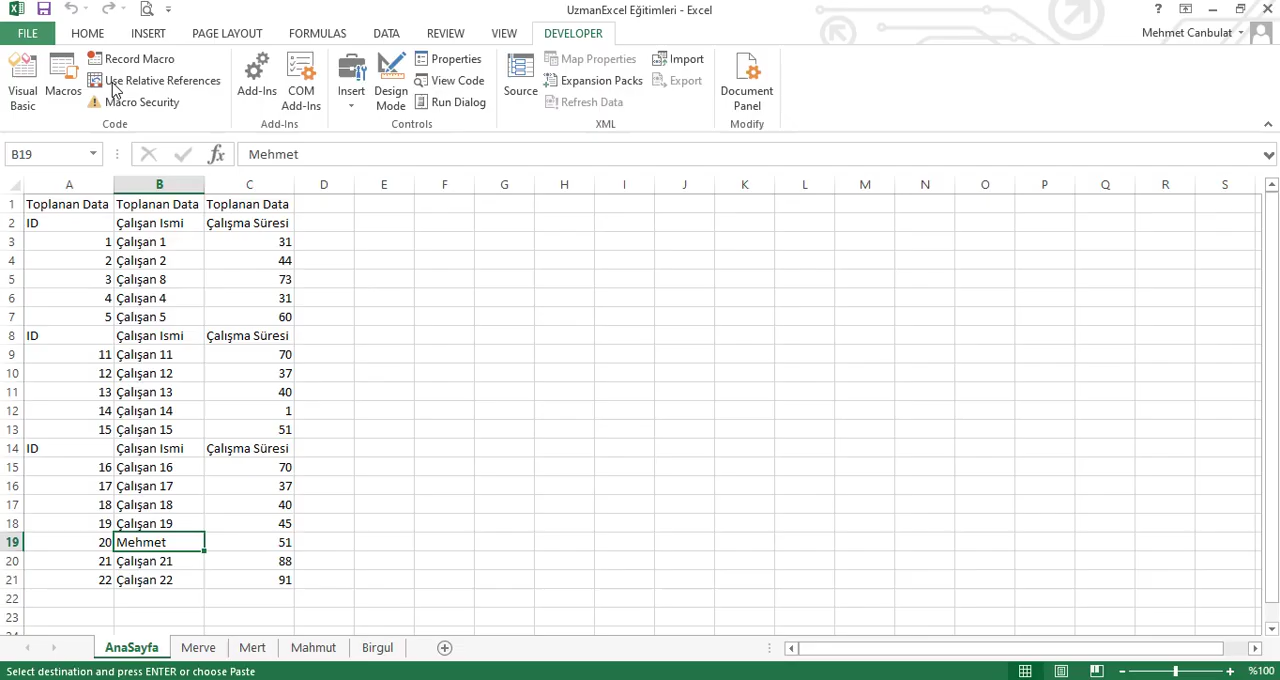 UzmanExcel Eğitimleri - Excel
?
FILE HOME INSERT PAGE LAYOUT FORMULAS DATA REVIEW VIEW DEVELOPER Mehmet Canbulat
Visual Basic
Macros
Record Macro
Use Relative References
Macro Security
Code
Add-Ins
COM Add-Ins
Add-Ins
Insert
Design Mode
Properties
View Code
Run Dialog
Controls
Source
Map Properties
Expansion Packs
Refresh Data
Import
Export
XML
Document Panel
Modify
B19 fx Mehmet
A B C D E F G H I J K L M N O P Q R S
1 Toplanan Data Toplanan Data Toplanan Data
2 ID Çalışan Ismi Çalışma Süresi
3 1 Çalışan 1 31
4 2 Çalışan 2 44
5 3 Çalışan 8 73
6 4 Çalışan 4 31
7 5 Çalışan 5 60
8 ID Çalışan Ismi Çalışma Süresi
9 11 Çalışan 11 70
10 12 Çalışan 12 37
11 13 Çalışan 13 40
12 14 Çalışan 14 1
13 15 Çalışan 15 51
14 ID Çalışan Ismi Çalışma Süresi
15 16 Çalışan 16 70
16 17 Çalışan 17 37
17 18 Çalışan 18 40
18 19 Çalışan 19 45
19 20 Mehmet 51
20 21 Çalışan 21 88
21 22 Çalışan 22 91
22
23
24
AnaSayfa Merve Mert Mahmut Birgul
Select destination and press ENTER or choose Paste %100